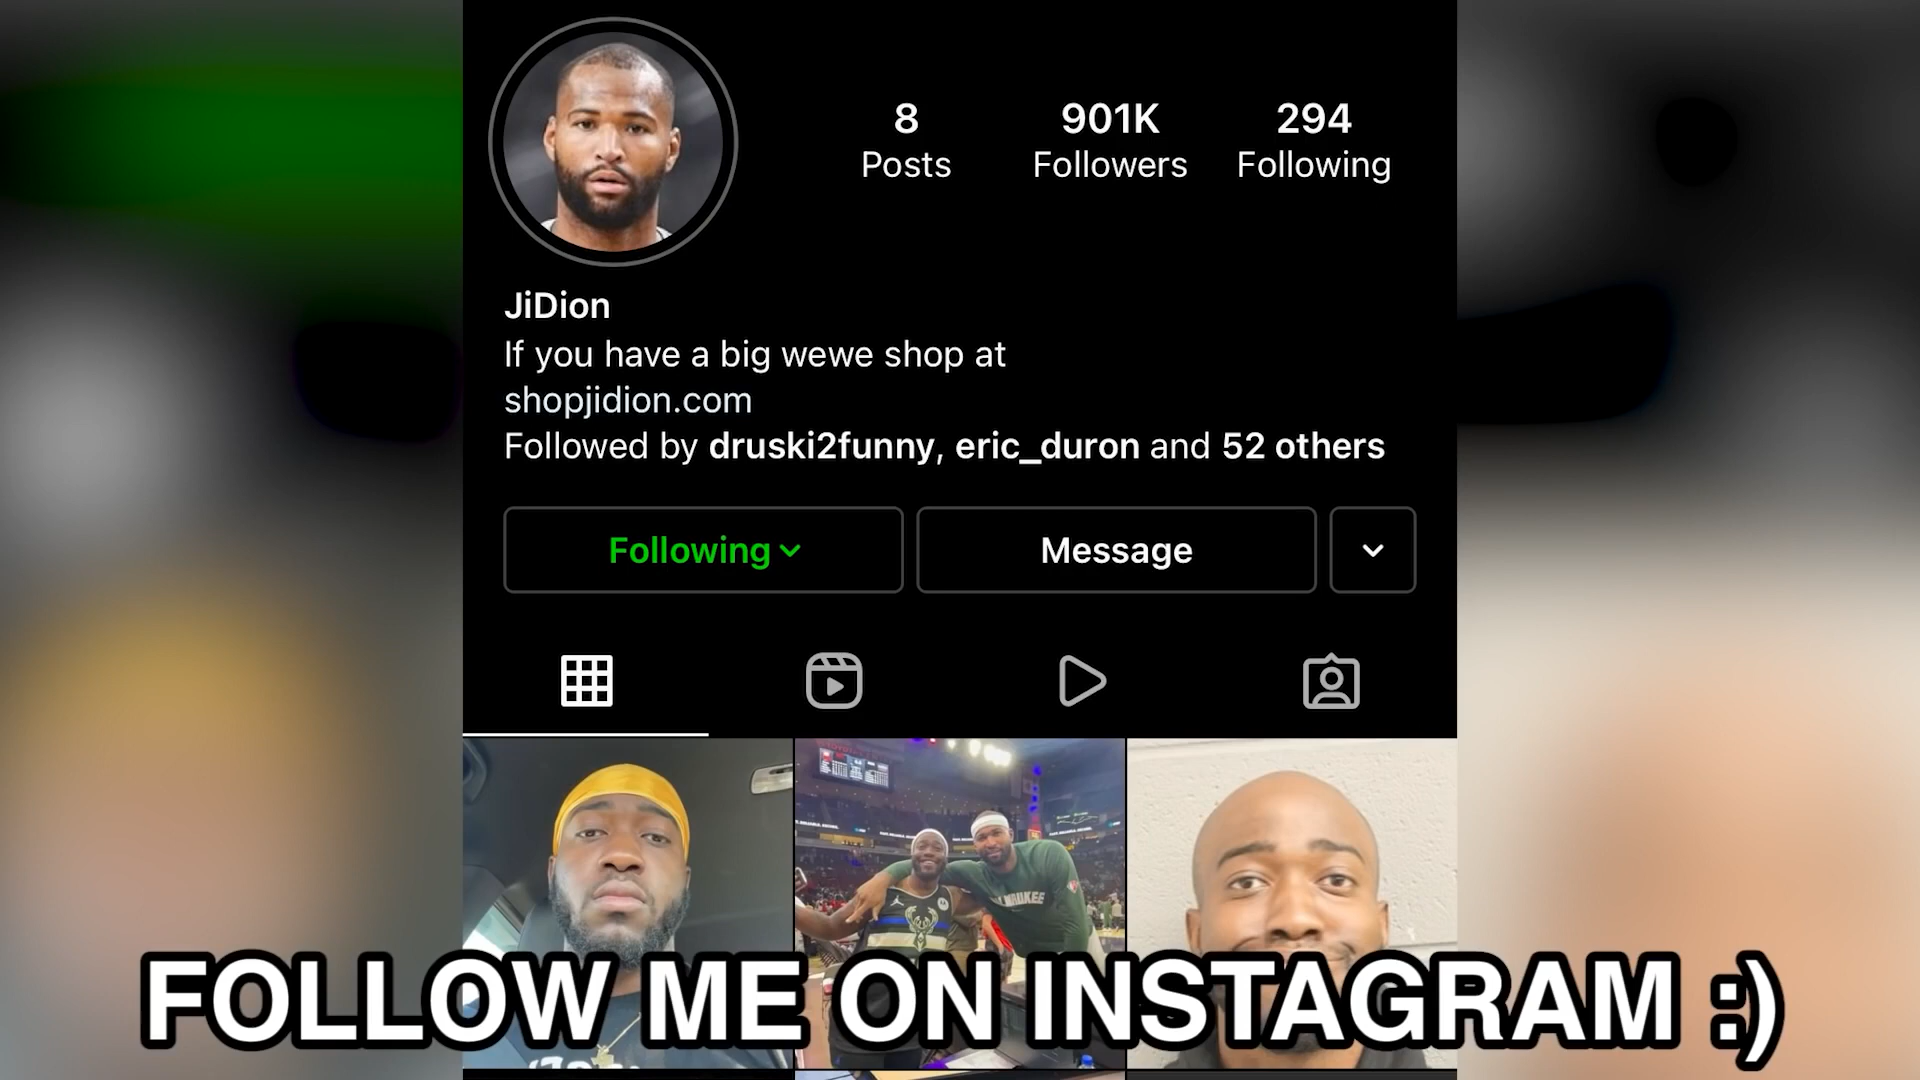 8
Posts
901K
Followers
294
Following
JiDion
If you have a big wewe shop at
shopjidion.com
Followed by druski2funny, eric_duron and 52 others
Following
Message
FOLLOW ME ON INSTAGRAM :)